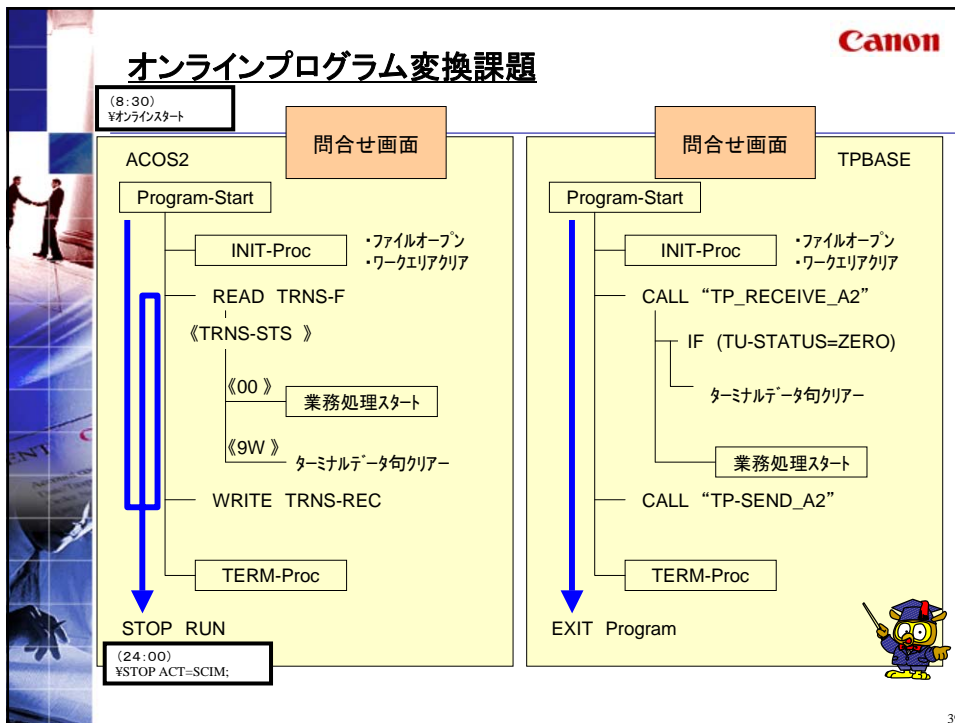 Canon
オンラインプログラム変換課題
(8:30)
¥オンラインスタート
問合せ画面
ACOS2
Program-Start
INIT-Proc
・ファイルオープン
・ワークエリアクリア
READ TRNS-F
《TRNS-STS 》
《00 》
業務処理スタート
《9W 》
ターミナルデータ句クリアー
WRITE TRNS-REC
TERM-Proc
STOP RUN
(24:00)
¥STOP ACT=SCIM;
問合せ画面
TPBASE
Program-Start
INIT-Proc
・ファイルオープン
・ワークエリアクリア
CALL “TP_RECEIVE_A2”
IF (TU-STATUS=ZERO)
ターミナルデータ句クリアー
業務処理スタート
CALL “TP-SEND_A2”
TERM-Proc
EXIT Program